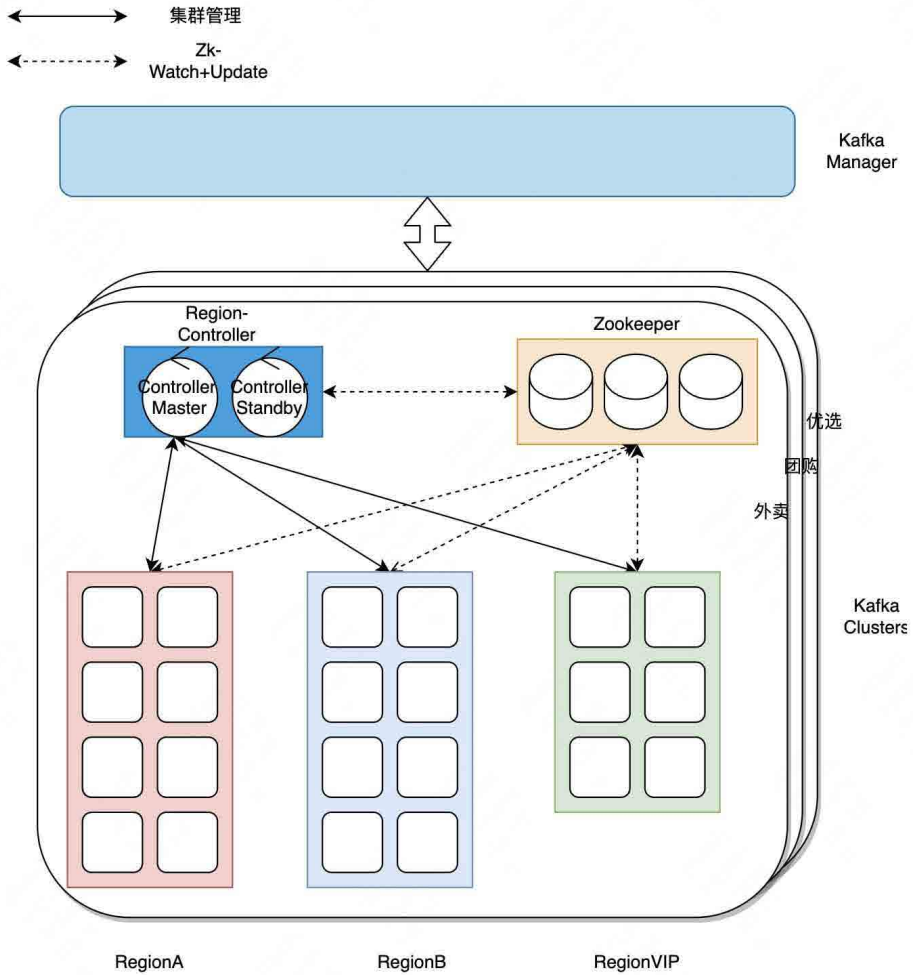 集群管理
Zk-
Watch+Update
Kafka
Manager
Region-
Controller
Zookeeper
Controller
Master
Controller
Standby
优选
团购
外卖
Kafka
Clusters
RegionA
RegionB
RegionVIP